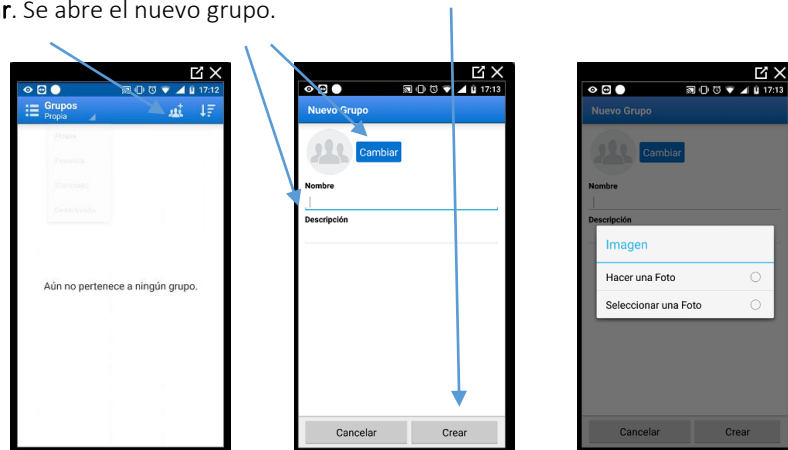 ar. Se abre el nuevo grupo.
17:12
Grupos
Propia
Aún no pertenece a ningún grupo.
17:13
Nuevo Grupo
Cambiar
Nombre
Descripción
Cancelar
Crear
17:13
Nuevo Grupo
Cambiar
Nombre
Descripción
Imagen
Hacer una Foto
Seleccionar una Foto
Cancelar
Crear